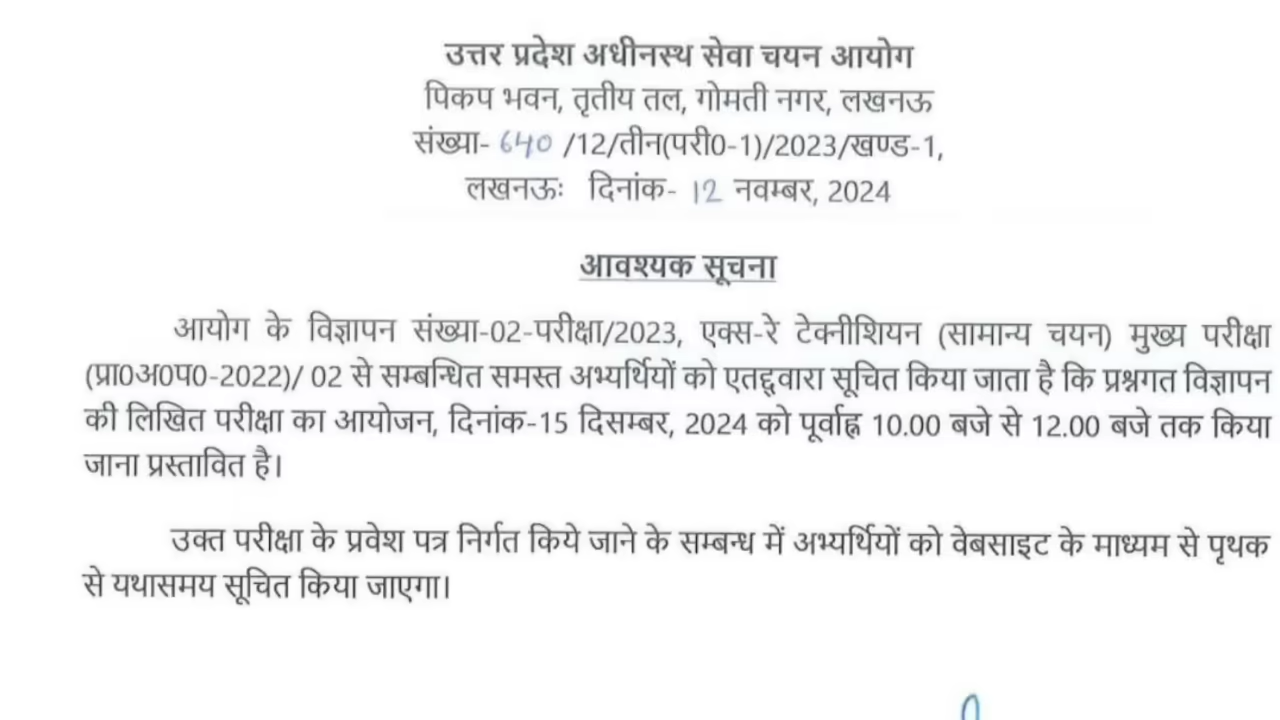 उत्तर प्रदेश अधीनस्थ सेवा चयन आयोग
पिकप भवन, तृतीय तल, गोमती नगर, लखनऊ
संख्या- 640 /12/तीन(परी0-1)/2023/खण्ड-1,
लखनऊः दिनांक- 12 नवम्बर, 2024
आवश्यक सूचना
आयोग के विज्ञापन संख्या-02-परीक्षा/2023, एक्स-रे टेक्नीशियन (सामान्य चयन) मुख्य परीक्षा
(प्रा0अ0प0-2022)/ 02 से सम्बन्धित समस्त अभ्यर्थियों को एतद्द्वारा सूचित किया जाता है कि प्रश्नगत विज्ञापन
की लिखित परीक्षा का आयोजन, दिनांक-15 दिसम्बर, 2024 को पूर्वाह्न 10.00 बजे से 12.00 बजे तक किया
जाना प्रस्तावित है।
उक्त परीक्षा के प्रवेश पत्र निर्गत किये जाने के सम्बन्ध में अभ्यर्थियों को वेबसाइट के माध्यम से पृथक
से यथासमय सूचित किया जाएगा।